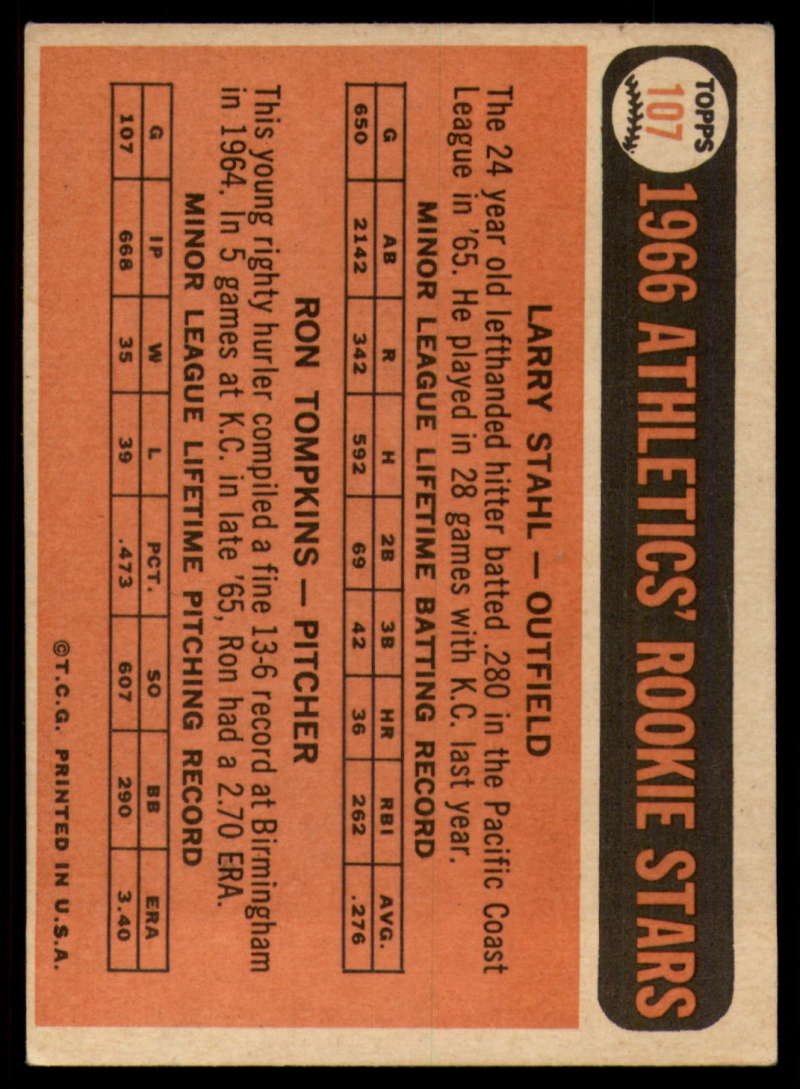 TOPPS
107
1966 ATHLETICS' ROOKIE STARS
LARRY STAHL — OUTFIELD
The 24 year old lefthanded hitter batted .280 in the Pacific Coast
League in '65. He played in 28 games with K.C. last year.
MINOR LEAGUE LIFETIME BATTING RECORD
G AB R H 2B 3B HR RBI AVG.
650 2142 342 592 69 42 36 262 .276
RON TOMPKINS — PITCHER
This young righty hurler compiled a fine 13-6 record at Birmingham
in 1964. In 5 games at K.C. in late '65, Ron had a 2.70 ERA.
MINOR LEAGUE LIFETIME PITCHING RECORD
G IP W L PCT. SO BB ERA
107 668 35 39 .473 607 290 3.40
©T.C.G. PRINTED IN U.S.A.